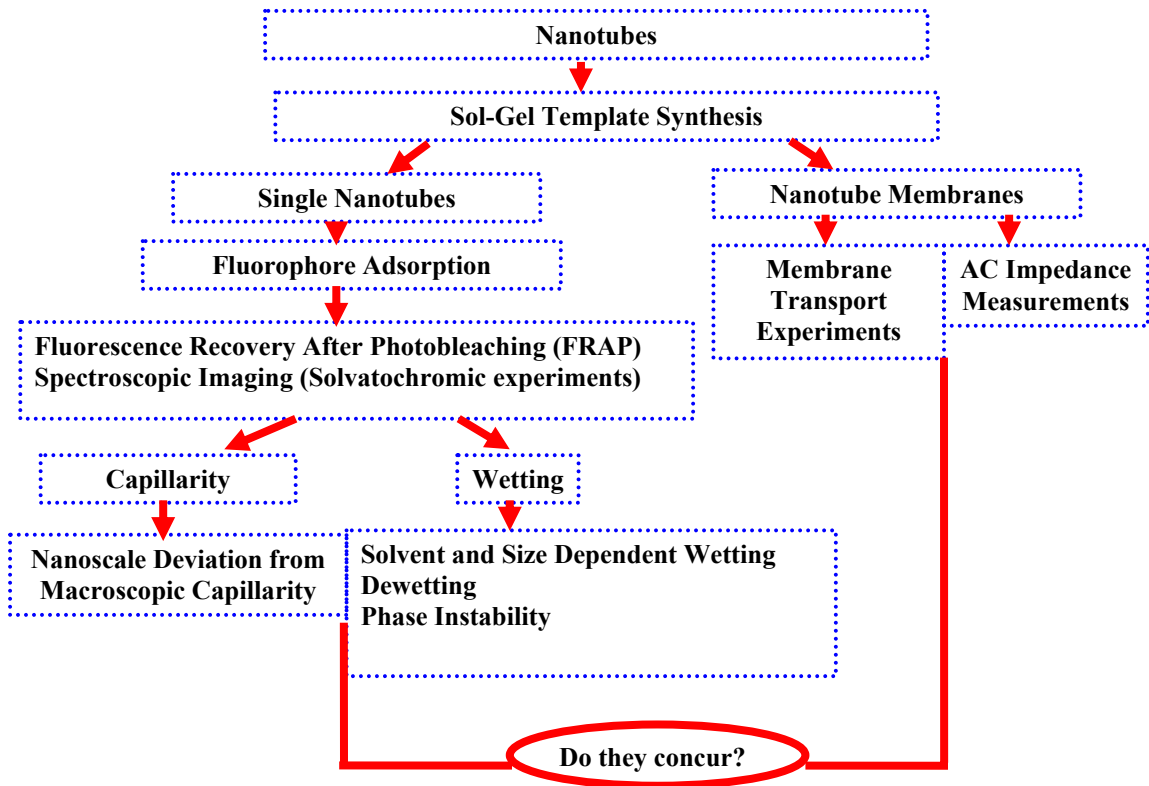 Nanotubes
Sol-Gel Template Synthesis
Single Nanotubes
Nanotube Membranes
Fluorophore Adsorption
Membrane
Transport
Experiments
AC Impedance
Measurements
Fluorescence Recovery After Photobleaching (FRAP)
Spectroscopic Imaging (Solvatochromic experiments)
Capillarity
Wetting
Nanoscale Deviation from
Macroscopic Capillarity
Solvent and Size Dependent Wetting
Dewetting
Phase Instability
Do they concur?